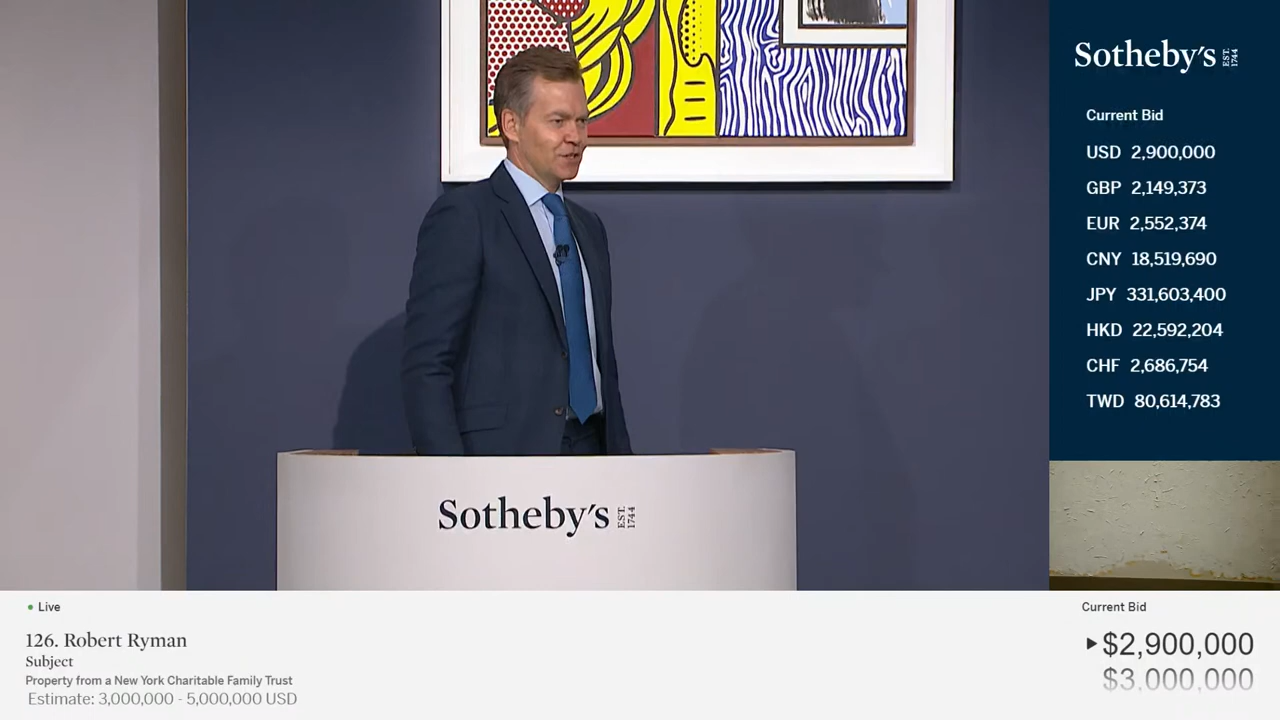 Sotheby's EST. 1744
Current Bid
USD 2,900,000
GBP 2,149,373
EUR 2,552,374
CNY 18,519,690
JPY 331,603,400
HKD 22,592,204
CHF 2,686,754
TWD 80,614,783
Sotheby's EST. 1744
Live
126. Robert Ryman
Subject
Property from a New York Charitable Family Trust
Estimate: 3,000,000 - 5,000,000 USD
Current Bid
$2,900,000
$3,000,000